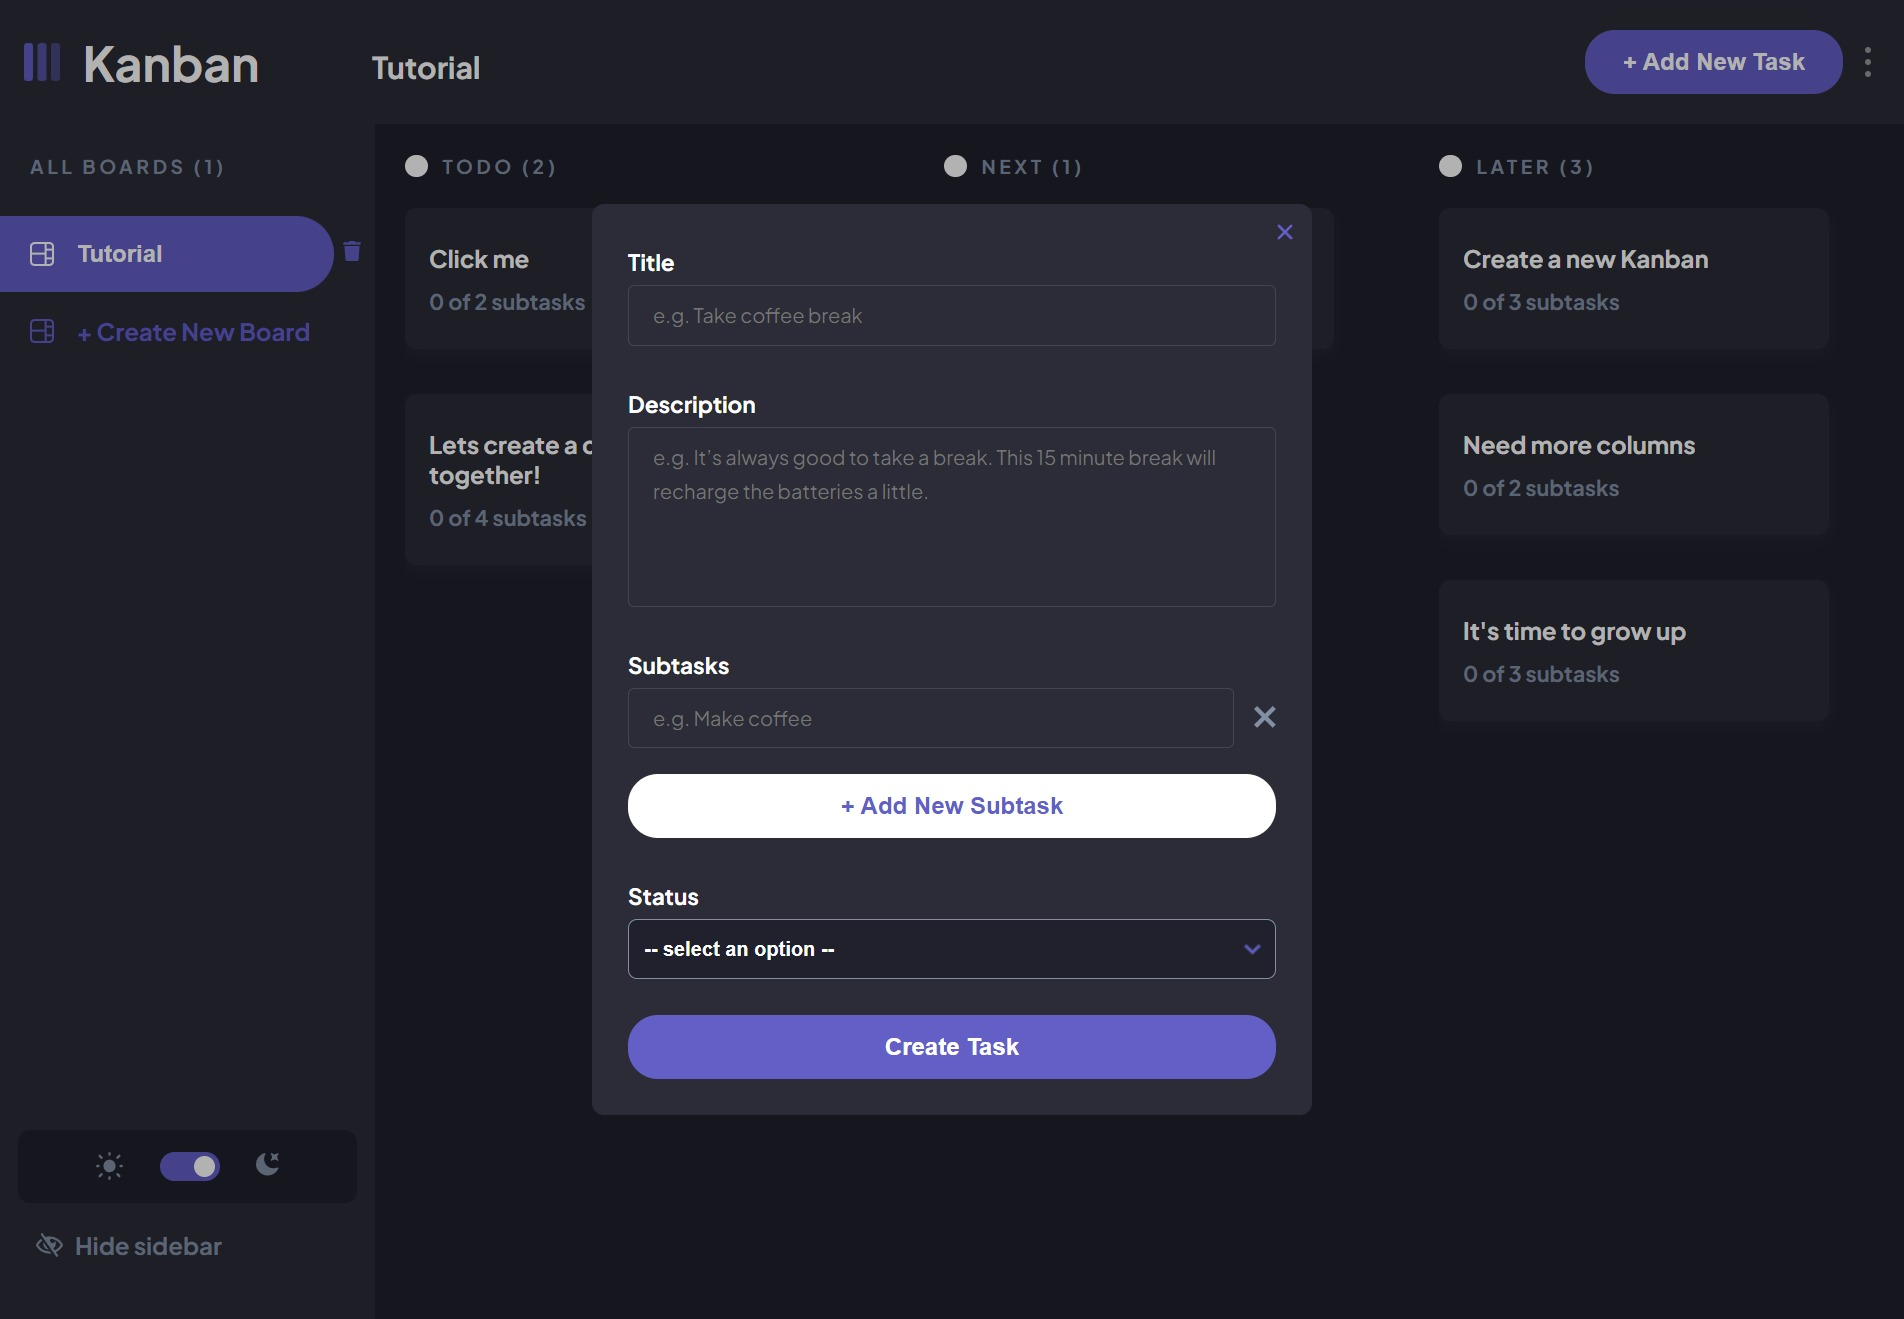 Kanban
Tutorial
+ Add New Task
ALL BOARDS (1)
Tutorial
+ Create New Board
TODO (2)
Click me
0 of 2 subtasks
Lets create a
together!
0 of 4 subtasks
NEXT (1)
LATER (3)
Create a new Kanban
0 of 3 subtasks
Need more columns
0 of 2 subtasks
It's time to grow up
0 of 3 subtasks
Title
e.g. Take coffee break
Description
e.g. It’s always good to take a break. This 15 minute break will
recharge the batteries a little.
Subtasks
e.g. Make coffee
+ Add New Subtask
Status
-- select an option --
Create Task
Hide sidebar